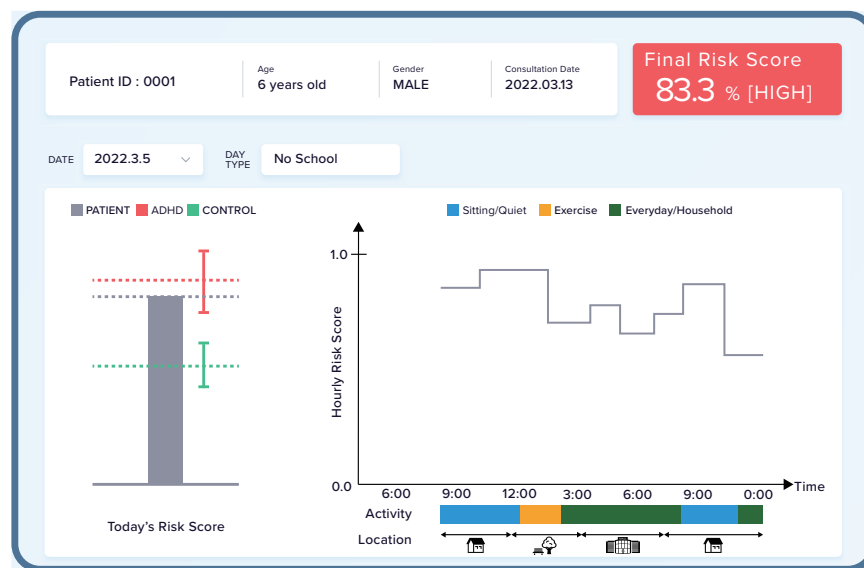 Patient ID : 0001
Age
6 years old
Gender
MALE
Consultation Date
2022.03.13
Final Risk Score
83.3 % [HIGH]
DATE
2022.3.5
DAY
TYPE
No School
PATIENT ADHD CONTROL
Sitting/Quiet Exercise Everyday/Household
1.0
Hourly Risk Score
0.0
6:00 9:00 12:00 3:00 6:00 9:00 0:00 Time
Activity
Location
Today's Risk Score